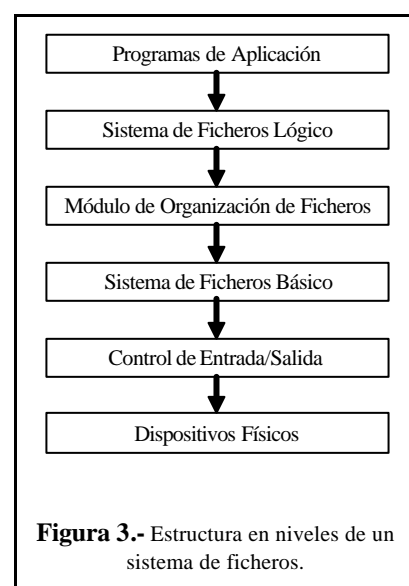 Programas de Aplicación
Sistema de Ficheros Lógico
Módulo de Organización de Ficheros
Sistema de Ficheros Básico
Control de Entrada/Salida
Dispositivos Físicos
Figura 3.- Estructura en niveles de un
sistema de ficheros.